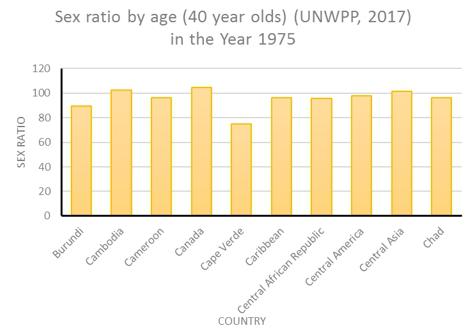 Sex ratio by age (40 year olds) (UNWPP, 2017)
in the Year 1975
120
100
80
60
40
20
0
SEX RATIO
Burundi
Cambodia
Cameroon
Canada
Cape Verde
Caribbean
Central African Republic
Central America
Central Asia
Chad
COUNTRY